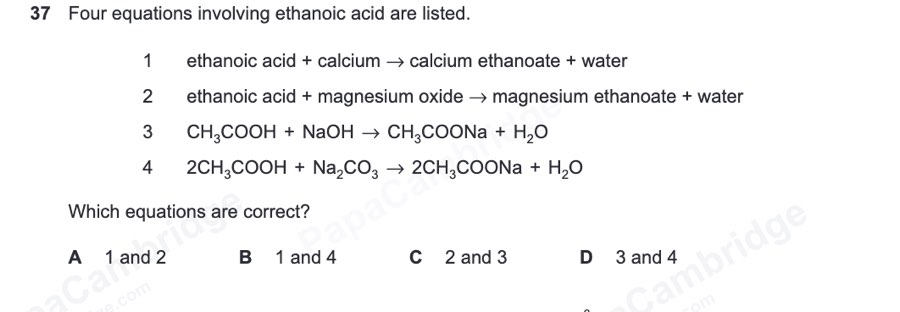 37 Four equations involving ethanoic acid are listed.
1 ethanoic acid + calcium → calcium ethanoate + water
2 ethanoic acid + magnesium oxide → magnesium ethanoate + water
3 CH₃COOH + NaOH → CH₃COONa + H₂O
4 2CH₃COOH + Na₂CO₃ → 2CH₃COONa + H₂O
Which equations are correct?
A 1 and 2 B 1 and 4 C 2 and 3 D 3 and 4